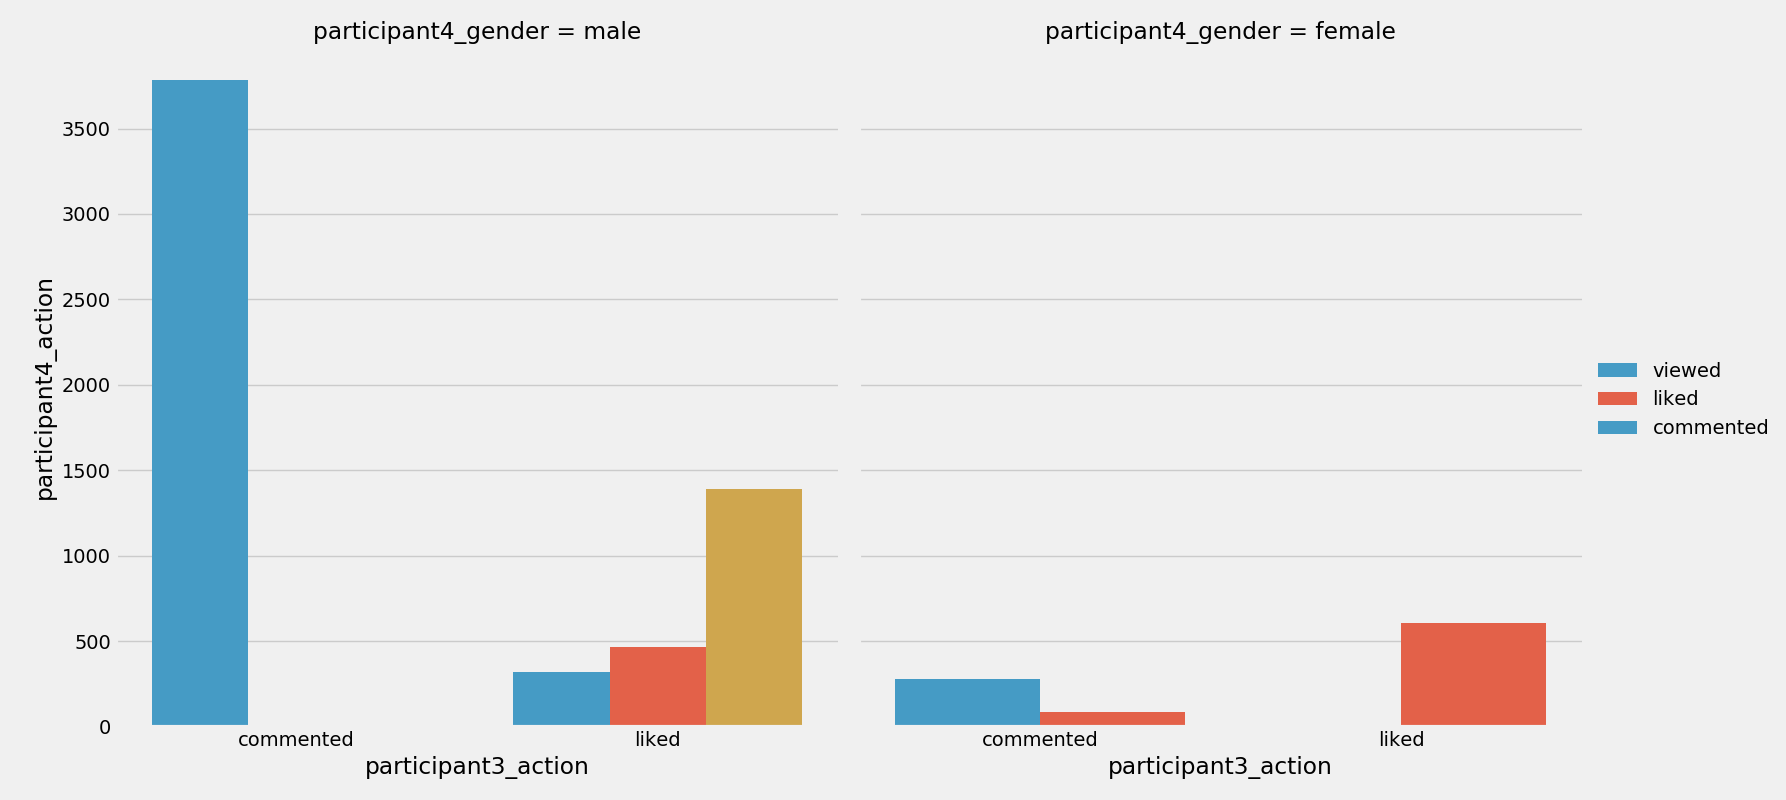 participant4_gender = male
participant4_gender = female
participant4_action
3500
3000
2500
2000
1500
1000
500
0
commented
liked
participant3_action
commented
liked
participant3_action
viewed
liked
commented